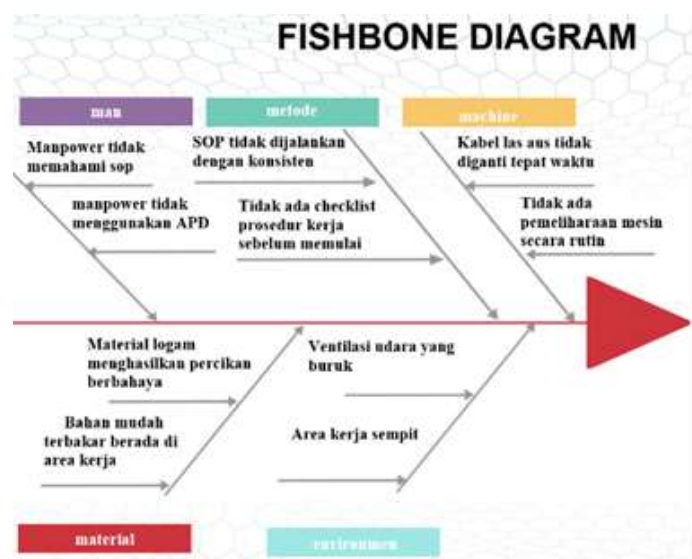 FISHBONE DIAGRAM
man
metode
machine
Manpower tidak
memahami sop
manpower tidak
menggunakan APD
SOP tidak dijalankan
dengan konsisten
Tidak ada checklist
prosedur kerja
sebelum memulai
Kabel las aus tidak
diganti tepat waktu
Tidak ada
pemeliharaan mesin
secara rutin
Material logam
menghasilkan percikan
berbahaya
Bahan mudah
terbakar berada di
area kerja
Ventilasi udara yang
buruk
Area kerja sempit
material
environmen